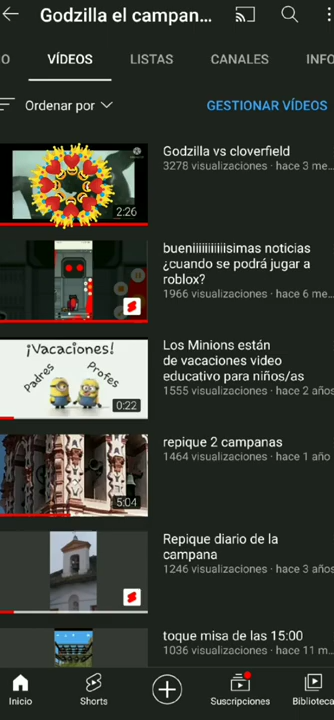 Godzilla el campan...
O VÍDEOS LISTAS CANALES INFO
Ordenar por GESTIONAR VÍDEOS
Godzilla vs cloverfield
3278 visualizaciones · hace 3 me...
2:26
bueniiiiiiiiiiisimas noticias
¿cuando se podrá jugar a
roblox?
1966 visualizaciones · hace 6 me...
¡Vacaciones!
Padres Profes
0:22
Los Minions están
de vacaciones video
educativo para niños/as
1555 visualizaciones · hace 2 años
repique 2 campanas
1464 visualizaciones · hace 1 año
5:04
Repique diario de la
campana
1246 visualizaciones · hace 3 años
toque misa de las 15:00
1036 visualizaciones · hace 11 m...
Inicio Shorts Suscripciones Biblioteca